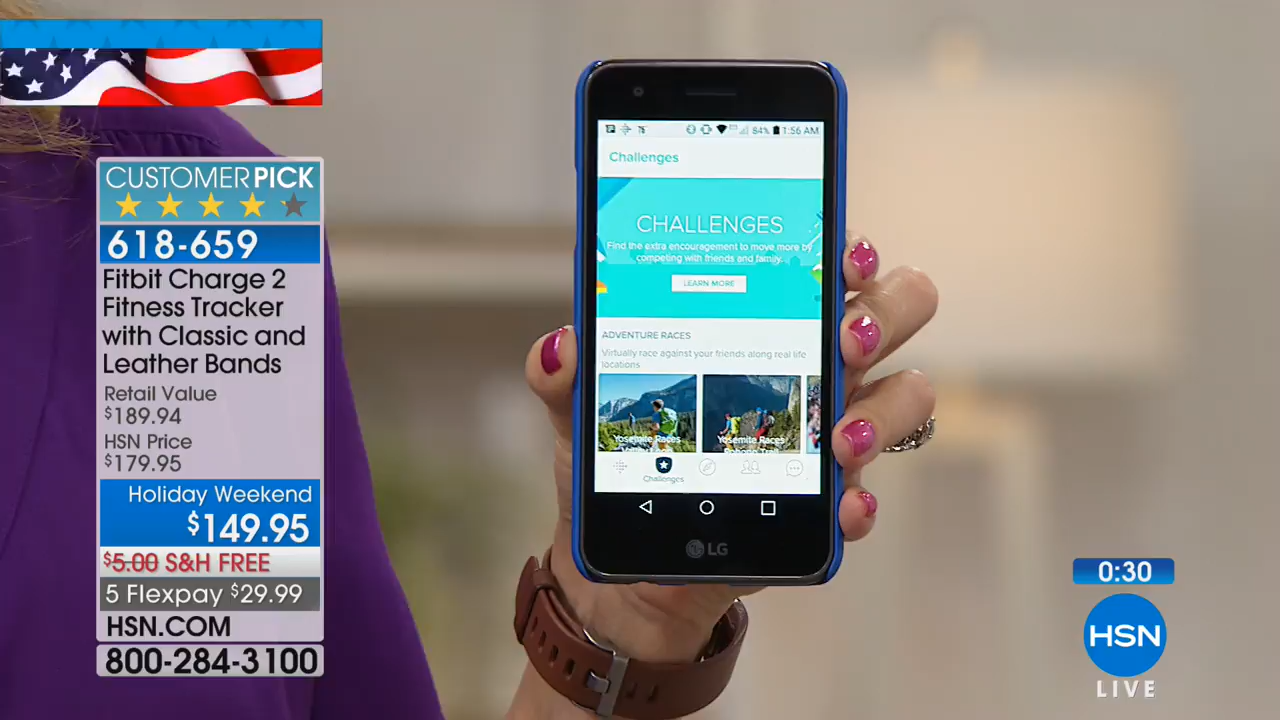 CUSTOMER PICK
618-659
Fitbit Charge 2
Fitness Tracker
with Classic and
Leather Bands
Retail Value
$189.94
HSN Price
$179.95
Holiday Weekend
$149.95
$5.00 S&H FREE
5 Flexpay $29.99
HSN.COM
800-284-3100
84% 1:56 AM
Challenges
CHALLENGES
Find the extra encouragement to move more by
competing with friends and family.
LEARN MORE
ADVENTURE RACES
Virtually race against your friends along real life
locations
Yosemite Races
Yosemite Races
Challenges
LG
0:30
HSN
LIVE